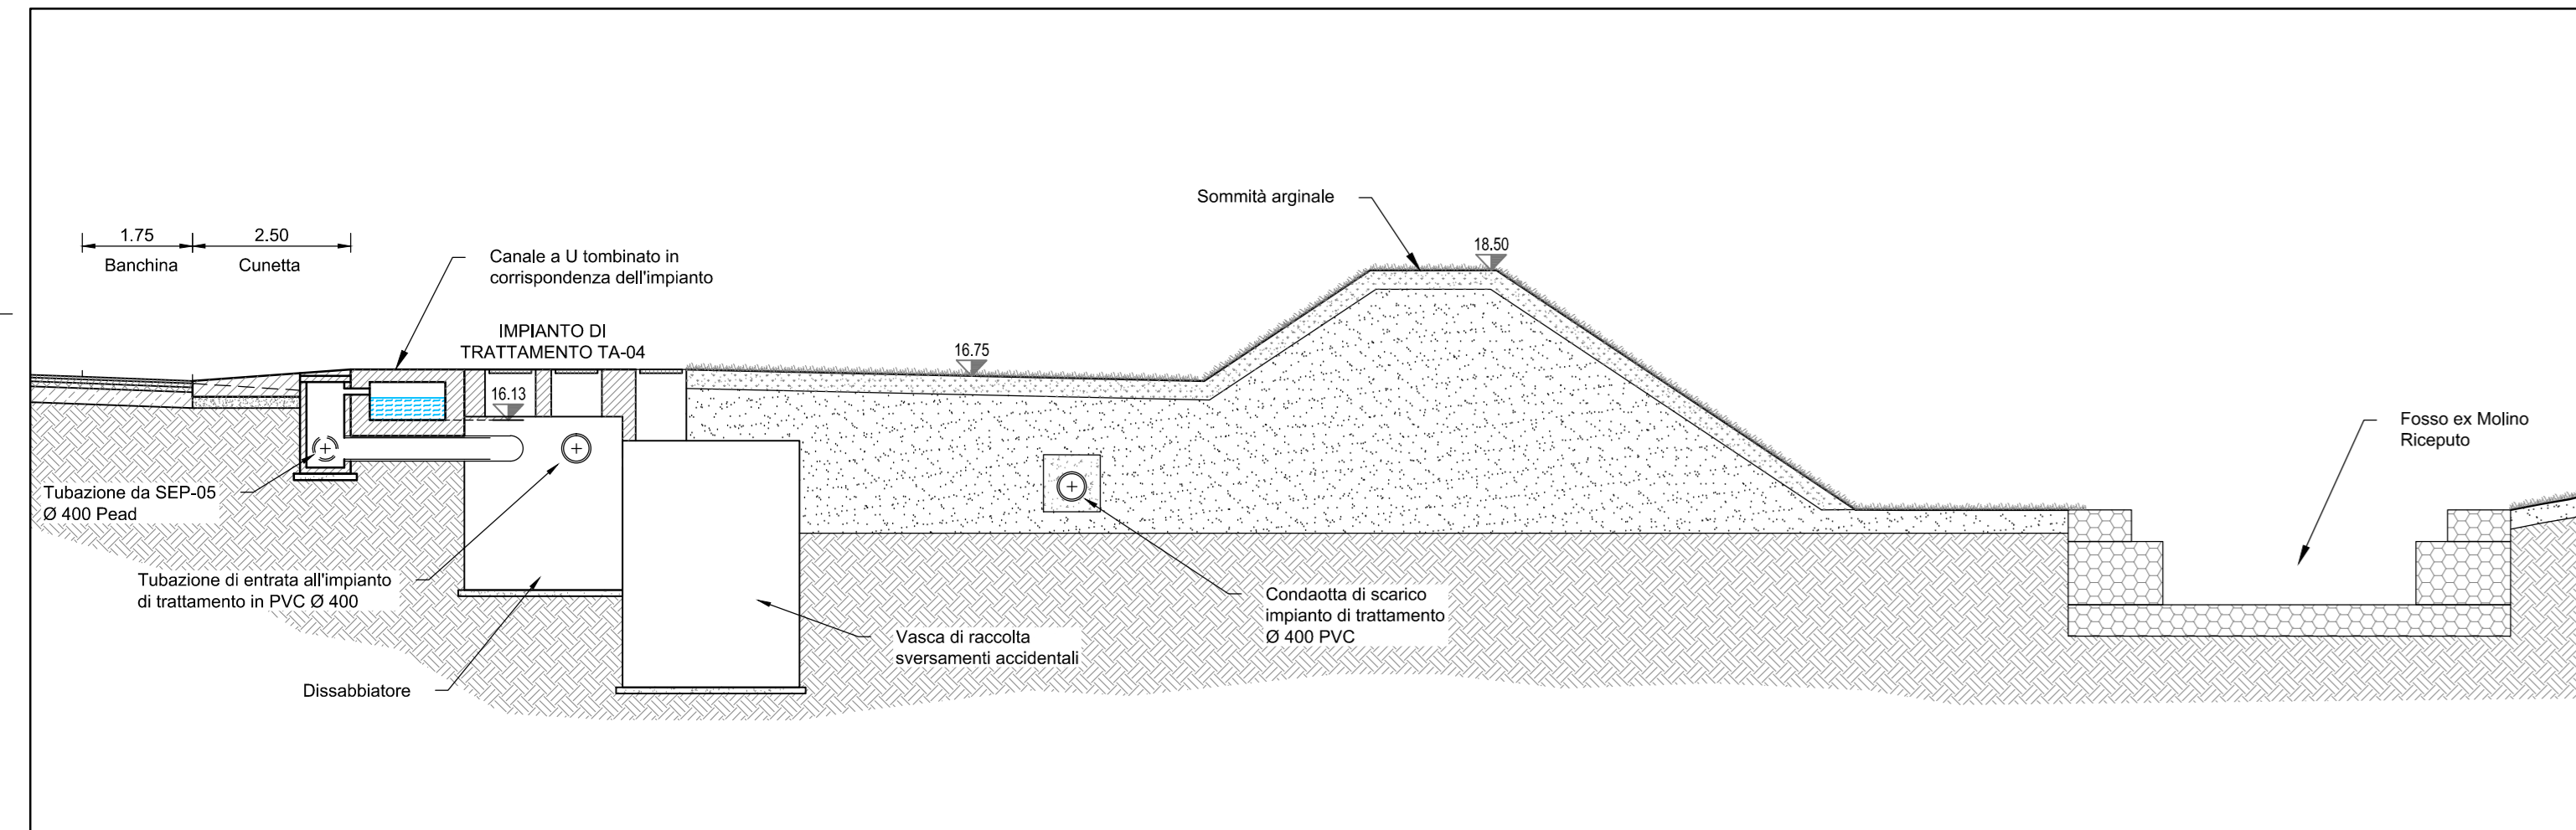 Sommità arginale
1.75
2.50
Banchina
Cunetta
18.50
Canale a U tombinato in
corrispondenza dell'impianto
IMPIANTO DI
TRATTAMENTO TA-04
16.75
16.13
Fosso ex Molino
Riceputo
Tubazione da SEP-05
Ø 400 Pead
Tubazione di entrata all'impianto
di trattamento in PVC Ø 400
Condaotta di scarico
impianto di trattamento
Ø 400 PVC
Vasca di raccolta
sversamenti accidentali
Dissabbiatore